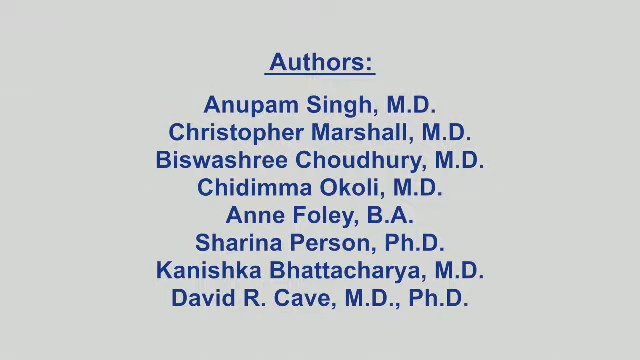 Authors:
Anupam Singh, M.D.
Christopher Marshall, M.D.
Biswashree Choudhury, M.D.
Chidimma Okoli, M.D.
Anne Foley, B.A.
Sharina Person, Ph.D.
Kanishka Bhattacharya, M.D.
David R. Cave, M.D., Ph.D.